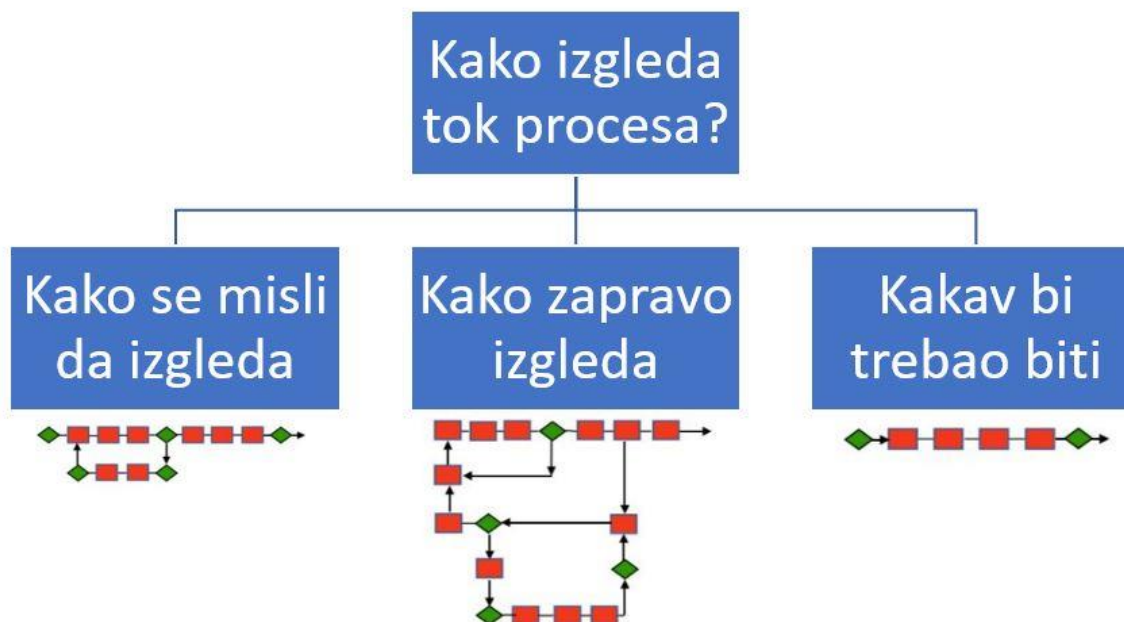 Kako izgleda
tok procesa?
Kako se misli
da izgleda
Kako zapravo
izgleda
Kakav bi
trebao biti